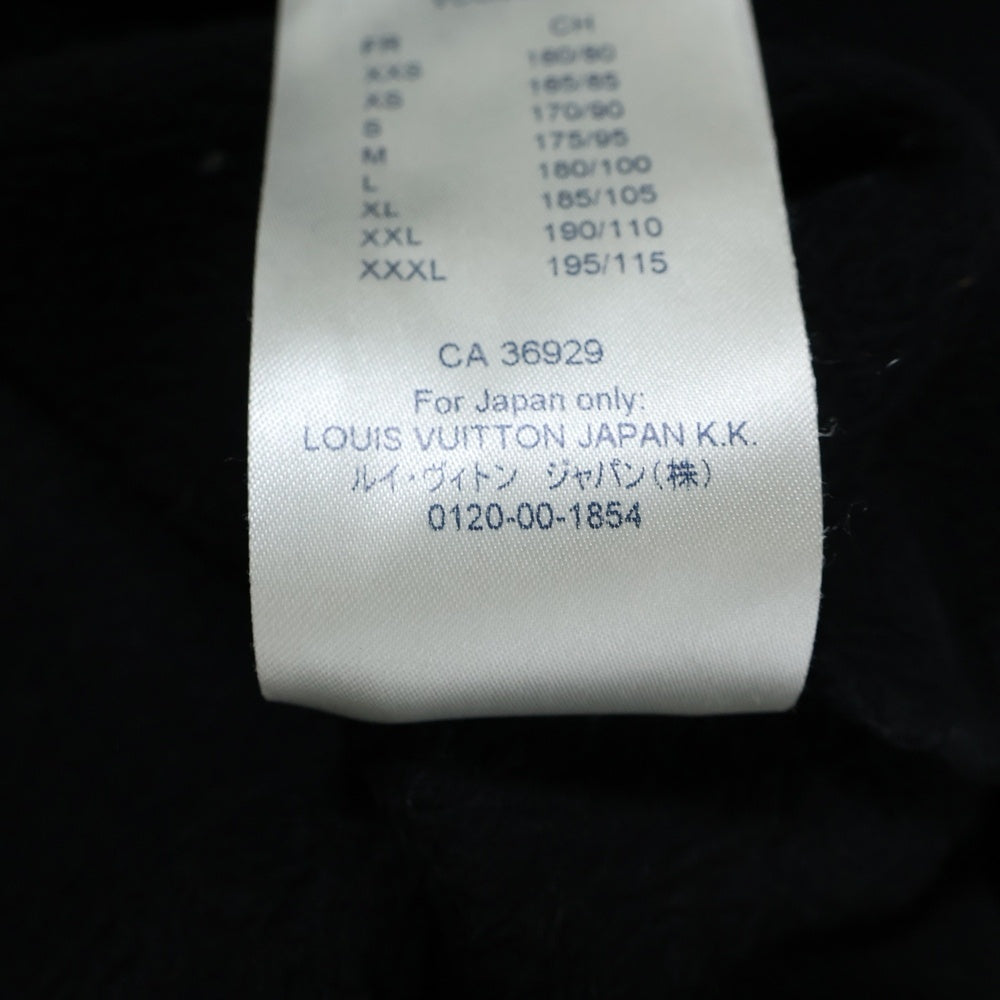 FR CH
XXS 160/80
XS 165/85
S 170/90
M 175/95
L 180/100
XL 185/105
XXL 190/110
XXXL 195/115
CA 36929
For Japan only:
LOUIS VUITTON JAPAN K.K.
ルイ・ヴィトン ジャパン(株)
0120-00-1854